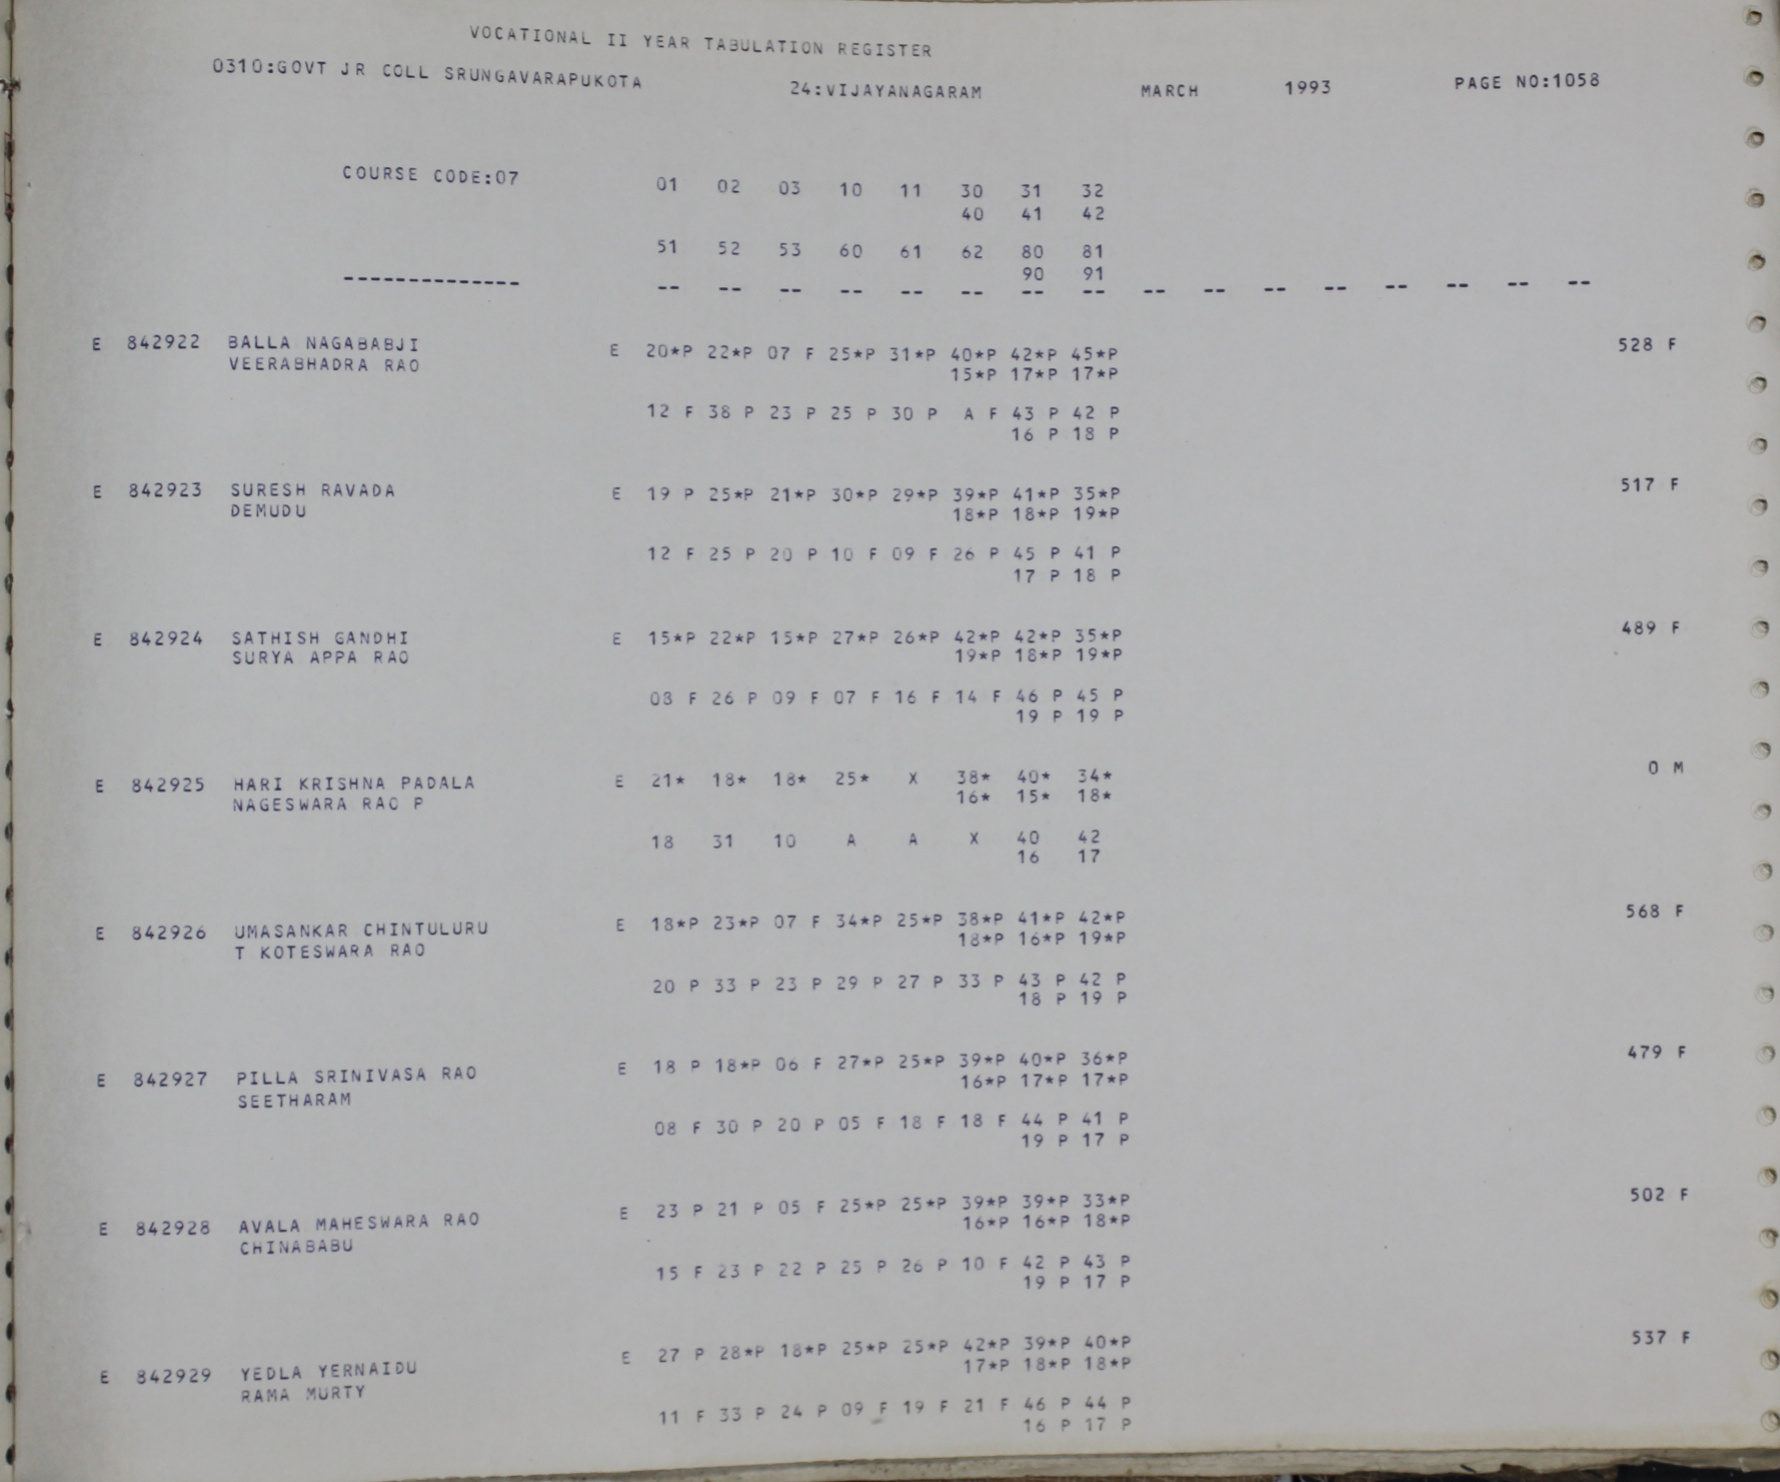 VOCATIONAL II YEAR TABULATION REGISTER
0310:GOVT JR COLL SRUNGAVARAPUKOTA 24:VIJAYANAGARAM MARCH 1993 PAGE NO:1058
COURSE CODE:07 01 02 03 10 11 30 31 32
40 41 42
51 52 53 60 61 62 80 81
90 91
-------------- -- -- -- -- -- -- -- -- -- -- -- -- -- -- -- --
E 842922 BALLA NAGABABJI E 20*P 22*P 07 F 25*P 31*P 40*P 42*P 45*P 528 F
VEERABHADRA RAO 15*P 17*P 17*P
12 F 38 P 23 P 25 P 30 P A F 43 P 42 P
16 P 18 P
E 842923 SURESH RAVADA E 19 P 25*P 21*P 30*P 29*P 39*P 41*P 35*P 517 F
DEMUDU 18*P 18*P 19*P
12 F 25 P 20 P 10 F 09 F 26 P 45 P 41 P
17 P 18 P
E 842924 SATHISH GANDHI E 15*P 22*P 15*P 27*P 26*P 42*P 42*P 35*P 489 F
SURYA APPA RAO 19*P 18*P 19*P
08 F 26 P 09 F 07 F 16 F 14 F 46 P 45 P
19 P 19 P
E 842925 HARI KRISHNA PADALA E 21* 18* 18* 25* X 38* 40* 34* 0 M
NAGESWARA RAO P 16* 15* 18*
18 31 10 A A X 40 42
16 17
E 842926 UMASANKAR CHINTULURU E 18*P 23*P 07 F 34*P 25*P 38*P 41*P 42*P 568 F
T KOTESWARA RAO 18*P 16*P 19*P
20 P 33 P 23 P 29 P 27 P 33 P 43 P 42 P
18 P 19 P
E 842927 PILLA SRINIVASA RAO E 18 P 18*P 06 F 27*P 25*P 39*P 40*P 36*P 479 F
SEETHARAM 16*P 17*P 17*P
08 F 30 P 20 P 05 F 18 F 18 F 44 P 41 P
19 P 17 P
E 842928 AVALA MAHESWARA RAO E 23 P 21 P 05 F 25*P 25*P 39*P 39*P 33*P 502 F
CHINABABU 16*P 16*P 18*P
15 F 23 P 22 P 25 P 26 P 10 F 42 P 43 P
19 P 17 P
E 842929 YEDLA YERNAIDU E 27 P 28*P 18*P 25*P 25*P 42*P 39*P 40*P 537 F
RAMA MURTY 17*P 18*P 18*P
11 F 33 P 24 P 09 F 19 F 21 F 46 P 44 P
16 P 17 P